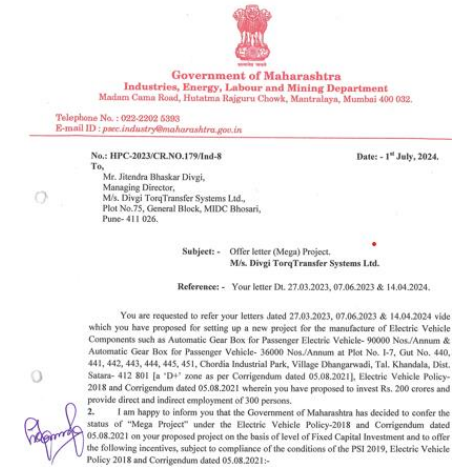 Government of Maharashtra
Industries, Energy, Labour and Mining Department
Madam Cama Road, Hutatma Rajguru Chowk, Mantralaya, Mumbai 400 032.
Telephone No. : 022-2202 5393
E-mail ID : psec.industry@maharashtra.gov.in
No.: HPC-2023/CR.NO.179/Ind-8 Date: - 1st July, 2024.
To,
Mr. Jitendra Bhaskar Divgi,
Managing Director,
M/s. Divgi TorqTransfer Systems Ltd.,
Plot No.75, General Block, MIDC Bhosari,
Pune- 411 026.
Subject: - Offer letter (Mega) Project.
M/s. Divgi TorqTransfer Systems Ltd.
Reference: - Your letter Dt. 27.03.2023, 07.06.2023 & 14.04.2024.
You are requested to refer your letters dated 27.03.2023, 07.06.2023 & 14.04.2024 vide
which you have proposed for setting up a new project for the manufacture of Electric Vehicle
Components such as Automatic Gear Box for Passenger Electric Vehicle- 90000 Nos./Annum &
Automatic Gear Box for Passenger Vehicle- 36000 Nos./Annum at Plot No. I-7, Gut No. 440,
441, 442, 443, 444, 445, 451, Chordia Industrial Park, Village Dhangarwadi, Tal. Khandala, Dist.
Satara- 412 801 [a 'D+' zone as per Corrigendum dated 05.08.2021], Electric Vehicle Policy-
2018 and Corrigendum dated 05.08.2021 wherein you have proposed to invest Rs. 200 crores and
provide direct and indirect employment of 300 persons.
2. I am happy to inform you that the Government of Maharashtra has decided to confer the
status of "Mega Project" under the Electric Vehicle Policy-2018 and Corrigendum dated
05.08.2021 on your proposed project on the basis of level of Fixed Capital Investment and to offer
the following incentives, subject to compliance of the conditions of the PSI 2019, Electric Vehicle
Policy 2018 and Corrigendum dated 05.08.2021:-